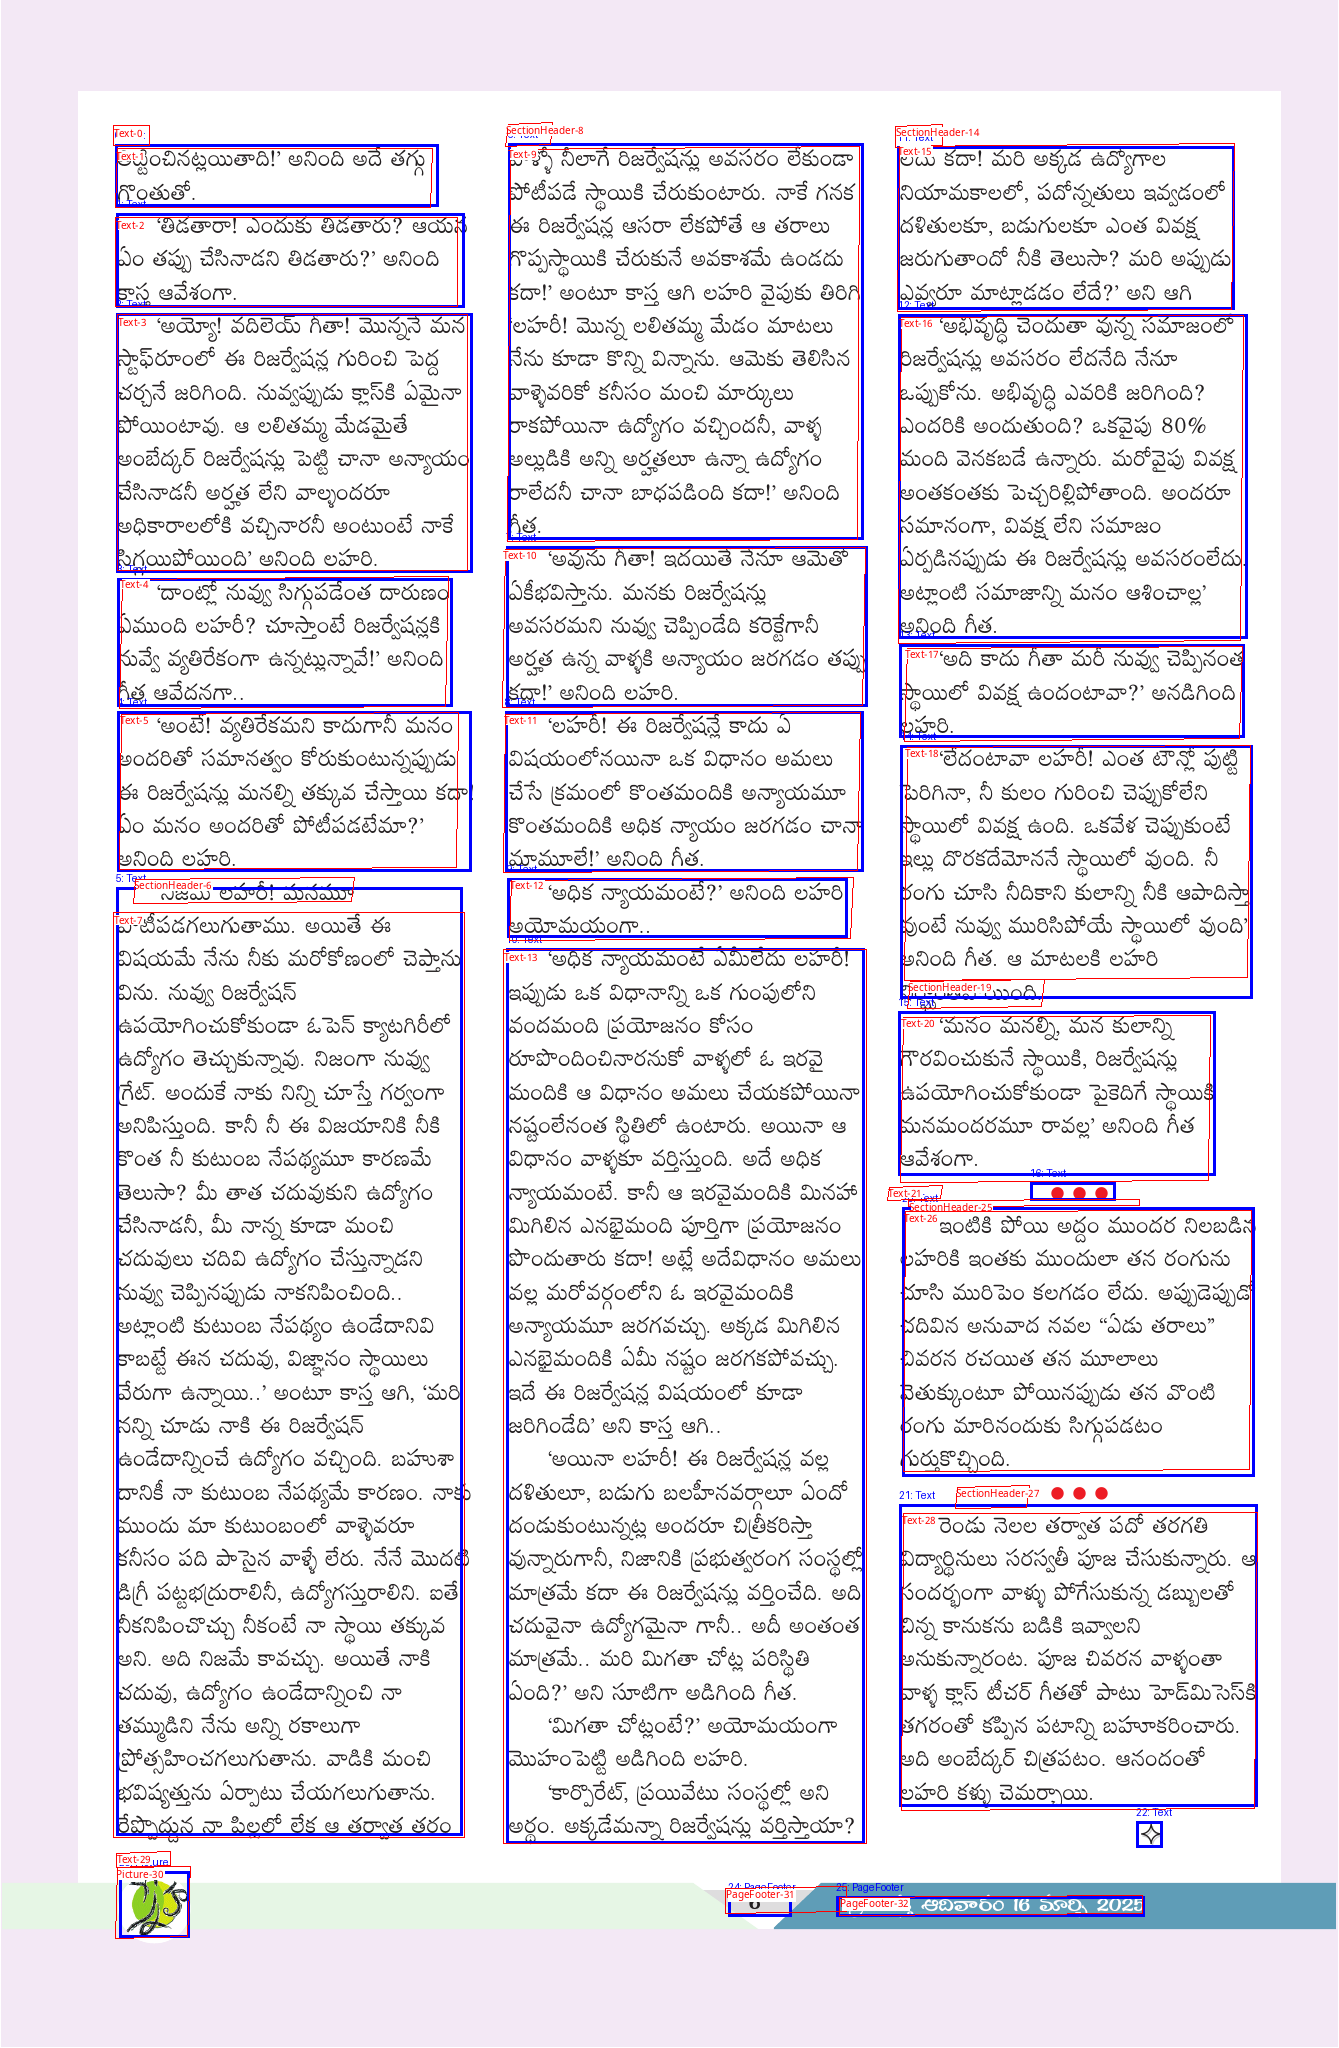 అనిది అదే తగ్గు
గొంతుతో.
‘తిడతారా! ఎందుకు తిడతారు? ఆయన
ఏం తప్పు చేసినాడని తిడతారు?’ అనింది
కాస్త ఆవేశంగా.
‘అయ్యో! వదిలెయ్ గీతా! మొన్ననే మన
స్టాఫ్‌రూంలో ఈ రిజర్వేషన్ల గురించి పెద్ద
చర్చనే జరిగింది. నువ్వప్పుడు క్లాస్‌కి ఏమైనా
పోయింటావు. ఆ లలితమ్మ మేడమైతే
అంబేద్కర్ రిజర్వేషన్లు పెట్టి చానా అన్యాయం
చేసినాడనీ అర్హత లేని వాల్ళందరూ
అధికారాలలోకి వచ్చినారనీ అంటుంటే నాకే
సిగ్గయిపోయింది’ అనింది లహరి.
‘దాంట్లో నువ్వు సిగ్గుపడేంత దారుణం
ఏముంది లహరీ? చూస్తాంటే రిజర్వేషన్లకి
నువ్వే వ్యతిరేకంగా ఉన్నట్లున్నావే!’ అనింది
గీత ఆవేదనగా..
‘అంటే! వ్యతిరేకమని కాదుగానీ మనం
అందరితో సమానత్వం కోరుకుంటున్నప్పుడు
ఈ రిజర్వేషన్లు మనల్ని తక్కువ చేస్తాయి కదా!
ఏం మనం అందరితో పోటీపడటేమా?’
అనింది లహరి.
లహరీ! మనమూ
అయితే ఈ
విషయమే నేను నీకు మరోకోణంలో చెప్తాను
విను. నువ్వు రిజర్వేషన్
ఉపయోగించుకోకుండా ఓపెన్ క్యాటగిరీలో
ఉద్యోగం తెచ్చుకున్నావు. నిజంగా నువ్వు
గ్రేట్. అందుకే నాకు నిన్ని చూస్తే గర్వంగా
అనిపిస్తుంది. కానీ నీ ఈ విజయానికి నీకి
కొంత నీ కుటుంబ నేపథ్యమూ కారణమే
తెలుసా? మీ తాత చదువుకుని ఉద్యోగం
చేసినాడనీ, మీ నాన్న కూడా మంచి
చదువులు చదివి ఉద్యోగం చేస్తున్నాడని
నువ్వు చెప్పినప్పుడు నాకనిపించింది..
అట్లాంటి కుటుంబ నేపథ్యం ఉండేదానివి
కాబట్టే ఈన చదువు, విజ్ఞానం స్థాయిలు
వేరుగా ఉన్నాయి..’ అంటూ కాస్త ఆగి, ‘మరి
నన్ని చూడు నాకి ఈ రిజర్వేషన్
ఉండేదాన్నించే ఉద్యోగం వచ్చింది. బహుశా
దానికీ నా కుటుంబ నేపథ్యమే కారణం. నాకు
ముందు మా కుటుంబంలో వాళ్ళెవరూ
కనీసం పది పాసైన వాళ్ళే లేరు. నేనే మొదటి
డిగ్రీ పట్టభద్రురాలినీ, ఉద్యోగస్తురాలిని. ఐతే
నీకనిపించొచ్చు నీకంటే నా స్థాయి తక్కువ
అని. అది నిజమే కావచ్చు. అయితే నాకి
చదువు, ఉద్యోగం ఉండేదాన్నించి నా
తమ్ముడిని నేను అన్ని రకాలుగా
ప్రోత్సహించగలుగుతాను. వాడికి మంచి
భవిష్యత్తును ఏర్పాటు చేయగలుగుతాను.
రేప్పొద్దున నా పిల్లలో లేక ఆ తర్వాత తరం
నీలాగే రిజర్వేషన్లు అవసరం లేకుండా
పోటీపడే స్థాయికి చేరుకుంటారు. నాకే గనక
ఈ రిజర్వేషన్ల ఆసరా లేకపోతే ఆ తరాలు
గొప్పస్థాయికి చేరుకునే అవకాశమే ఉండదు
కదా!’ అంటూ కాస్త ఆగి లహరి వైపుకు తిరిగి
‘లహరీ! మొన్న లలితమ్మ మేడం మాటలు
నేను కూడా కొన్ని విన్నాను. ఆమెకు తెలిసిన
వాళ్ళెవరికో కనీసం మంచి మార్కులు
రాకపోయినా ఉద్యోగం వచ్చిందనీ, వాళ్ళ
అల్లుడికి అన్ని అర్హతలూ ఉన్నా ఉద్యోగం
రాలేదనీ చానా బాధపడింది కదా!’ అనింది
గీత.
‘అవును గీతా! ఇదయితే నేనూ ఆమెతో
ఏకీభవిస్తాను. మనకు రిజర్వేషన్లు
అవసరమని నువ్వు చెప్పిండేది కరెక్టేగానీ
అర్హత ఉన్న వాళ్ళకి అన్యాయం జరగడం తప్పు
కదా!’ అనింది లహరి.
‘లహరీ! ఈ రిజర్వేషన్లే కాదు ఏ
విషయంలోనయినా ఒక విధానం అమలు
చేసే క్రమంలో కొంతమందికి అన్యాయమూ
కొంతమందికి అధిక న్యాయం జరగడం చానా
మామూలే!’ అనింది గీత.
‘అధిక న్యాయమంటే?’ అనింది లహరి
అయోమయంగా..
‘అధిక న్యాయమంటే ఏమీలేదు లహరీ!
ఇప్పుడు ఒక విధానాన్ని ఒక గుంపులోని
వందమంది ప్రయోజనం కోసం
రూపొందించినారనుకో వాళ్ళలో ఓ ఇరవై
మందికి ఆ విధానం అమలు చేయకపోయినా
నష్టంలేనంత స్థితిలో ఉంటారు. అయినా ఆ
విధానం వాళ్ళకూ వర్తిస్తుంది. అదే అధిక
న్యాయమంటే. కానీ ఆ ఇరవైమందికి మినహా
మిగిలిన ఎనభైమంది పూర్తిగా ప్రయోజనం
పొందుతారు కదా! అట్లే అదేవిధానం అమలు
వల్ల మరోవర్గంలోని ఓ ఇరవైమందికి
అన్యాయమూ జరగవచ్చు. అక్కడ మిగిలిన
ఎనభైమందికి ఏమీ నష్టం జరగకపోవచ్చు.
ఇదే ఈ రిజర్వేషన్ల విషయంలో కూడా
జరిగిండేది’ అని కాస్త ఆగి..
‘అయినా లహరీ! ఈ రిజర్వేషన్ల వల్ల
దళితులూ, బడుగు బలహీనవర్గాలూ ఏందో
దండుకుంటున్నట్ల అందరూ చిత్రీకరిస్తా
వున్నారుగానీ, నిజానికి ప్రభుత్వరంగ సంస్థల్లో
మాత్రమే కదా ఈ రిజర్వేషన్లు వర్తించేది. అది
చదువైనా ఉద్యోగమైనా గానీ.. అదీ అంతంత
మాత్రమే.. మరి మిగతా చోట్ల పరిస్థితి
ఏంది?’ అని సూటిగా అడిగింది గీత.
‘మిగతా చోట్లంటే?’ అయోమయంగా
మొహంపెట్టి అడిగింది లహరి.
‘కార్పొరేట్, ప్రయివేటు సంస్థల్లో అని
అర్థం. అక్కడేమన్నా రిజర్వేషన్లు వర్తిస్తాయా?
లేదు కదా! మరి అక్కడ ఉద్యోగాల
నియామకాలలో, పదోన్నతులు ఇవ్వడంలో
దళితులకూ, బడుగులకూ ఎంత వివక్ష
జరుగుతాందో నీకి తెలుసా? మరి అప్పుడు
ఎవ్వరూ మాట్లాడడం లేదే?’ అని ఆగి
‘అభివృద్ధి చెందుతా వున్న సమాజంలో
రిజర్వేషన్లు అవసరం లేదనేది నేనూ
ఒప్పుకోను. అభివృద్ధి ఎవరికి జరిగింది?
ఎందరికి అందుతుంది? ఒకవైపు 80%
మంది వెనకబడే ఉన్నారు. మరోవైపు వివక్ష
అంతకంతకు పెచ్చరిల్లిపోతాంది. అందరూ
సమానంగా, వివక్ష లేని సమాజం
ఏర్పడినప్పుడు ఈ రిజర్వేషన్లు అవసరంలేదు.
అట్లాంటి సమాజాన్ని మనం ఆశించాల్ల’
అనింది గీత.
‘అది కాదు గీతా మరీ నువ్వు చెప్పినంత
స్థాయిలో వివక్ష ఉందంటావా?’ అనడిగింది
లహరి.
‘లేదంటావా లహరీ! ఎంత టౌన్లో పుట్టి
పెరిగినా, నీ కులం గురించి చెప్పుకోలేని
స్థాయిలో వివక్ష ఉంది. ఒకవేళ చెప్పుకుంటే
ఇల్లు దొరకదేమోననే స్థాయిలో వుంది. నీ
రంగు చూసి నీదికాని కులాన్ని నీకి ఆపాదిస్తా
వుంటే నువ్వు మురిసిపోయే స్థాయిలో వుంది’
అనింది గీత. ఆ మాటలకి లహరి
‘మనం మనల్ని, మన కులాన్ని
గౌరవించుకునే స్థాయికి, రిజర్వేషన్లు
ఉపయోగించుకోకుండా పైకెదిగే స్థాయికి
మనమందరమూ రావల్ల’ అనింది గీత
ఆవేశంగా.
ఇంటికి పోయి అద్దం ముందర నిలబడిన
లహరికి ఇంతకు ముందులా తన రంగును
చూసి మురిపెం కలగడం లేదు. అప్పుడెప్పుడో
చదివిన అనువాద నవల “ఏడు తరాలు”
చివరన రచయిత తన మూలాలు
వెతుక్కుంటూ పోయినప్పుడు తన వొంటి
రంగు మారినందుకు సిగ్గుపడటం
గుర్తుకొచ్చింది.
రెండు నెలల తర్వాత పదో తరగతి
విద్యార్థినులు సరస్వతీ పూజ చేసుకున్నారు. ఆ
సందర్భంగా వాళ్ళు పోగేసుకున్న డబ్బులతో
చిన్న కానుకను బడికి ఇవ్వాలని
అనుకున్నారంట. పూజ చివరన వాళ్ళంతా
వాళ్ళ క్లాస్ టీచర్ గీతతో పాటు హెడ్‌మిసెస్‌కి
తగరంతో కప్పిన పటాన్ని బహూకరించారు.
అది అంబేద్కర్ చిత్రపటం. ఆనందంతో
లహరి కళ్ళు చెమర్చాయి.
ఆదివారం 16 మార్చి 2025